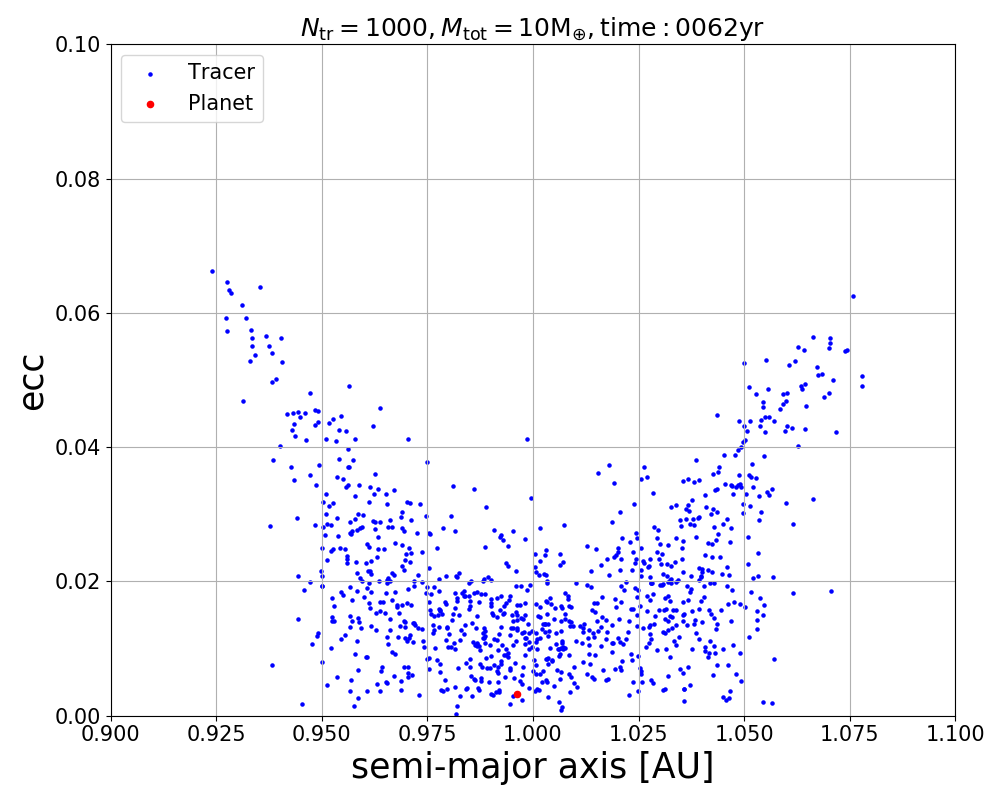 N_tr = 1000, M_tot = 10M_⊕, time : 0062yr
Tracer
Planet
0.10
0.08
0.06
0.04
0.02
0.00
ecc
0.900 0.925 0.950 0.975 1.000 1.025 1.050 1.075 1.100
semi-major axis [AU]